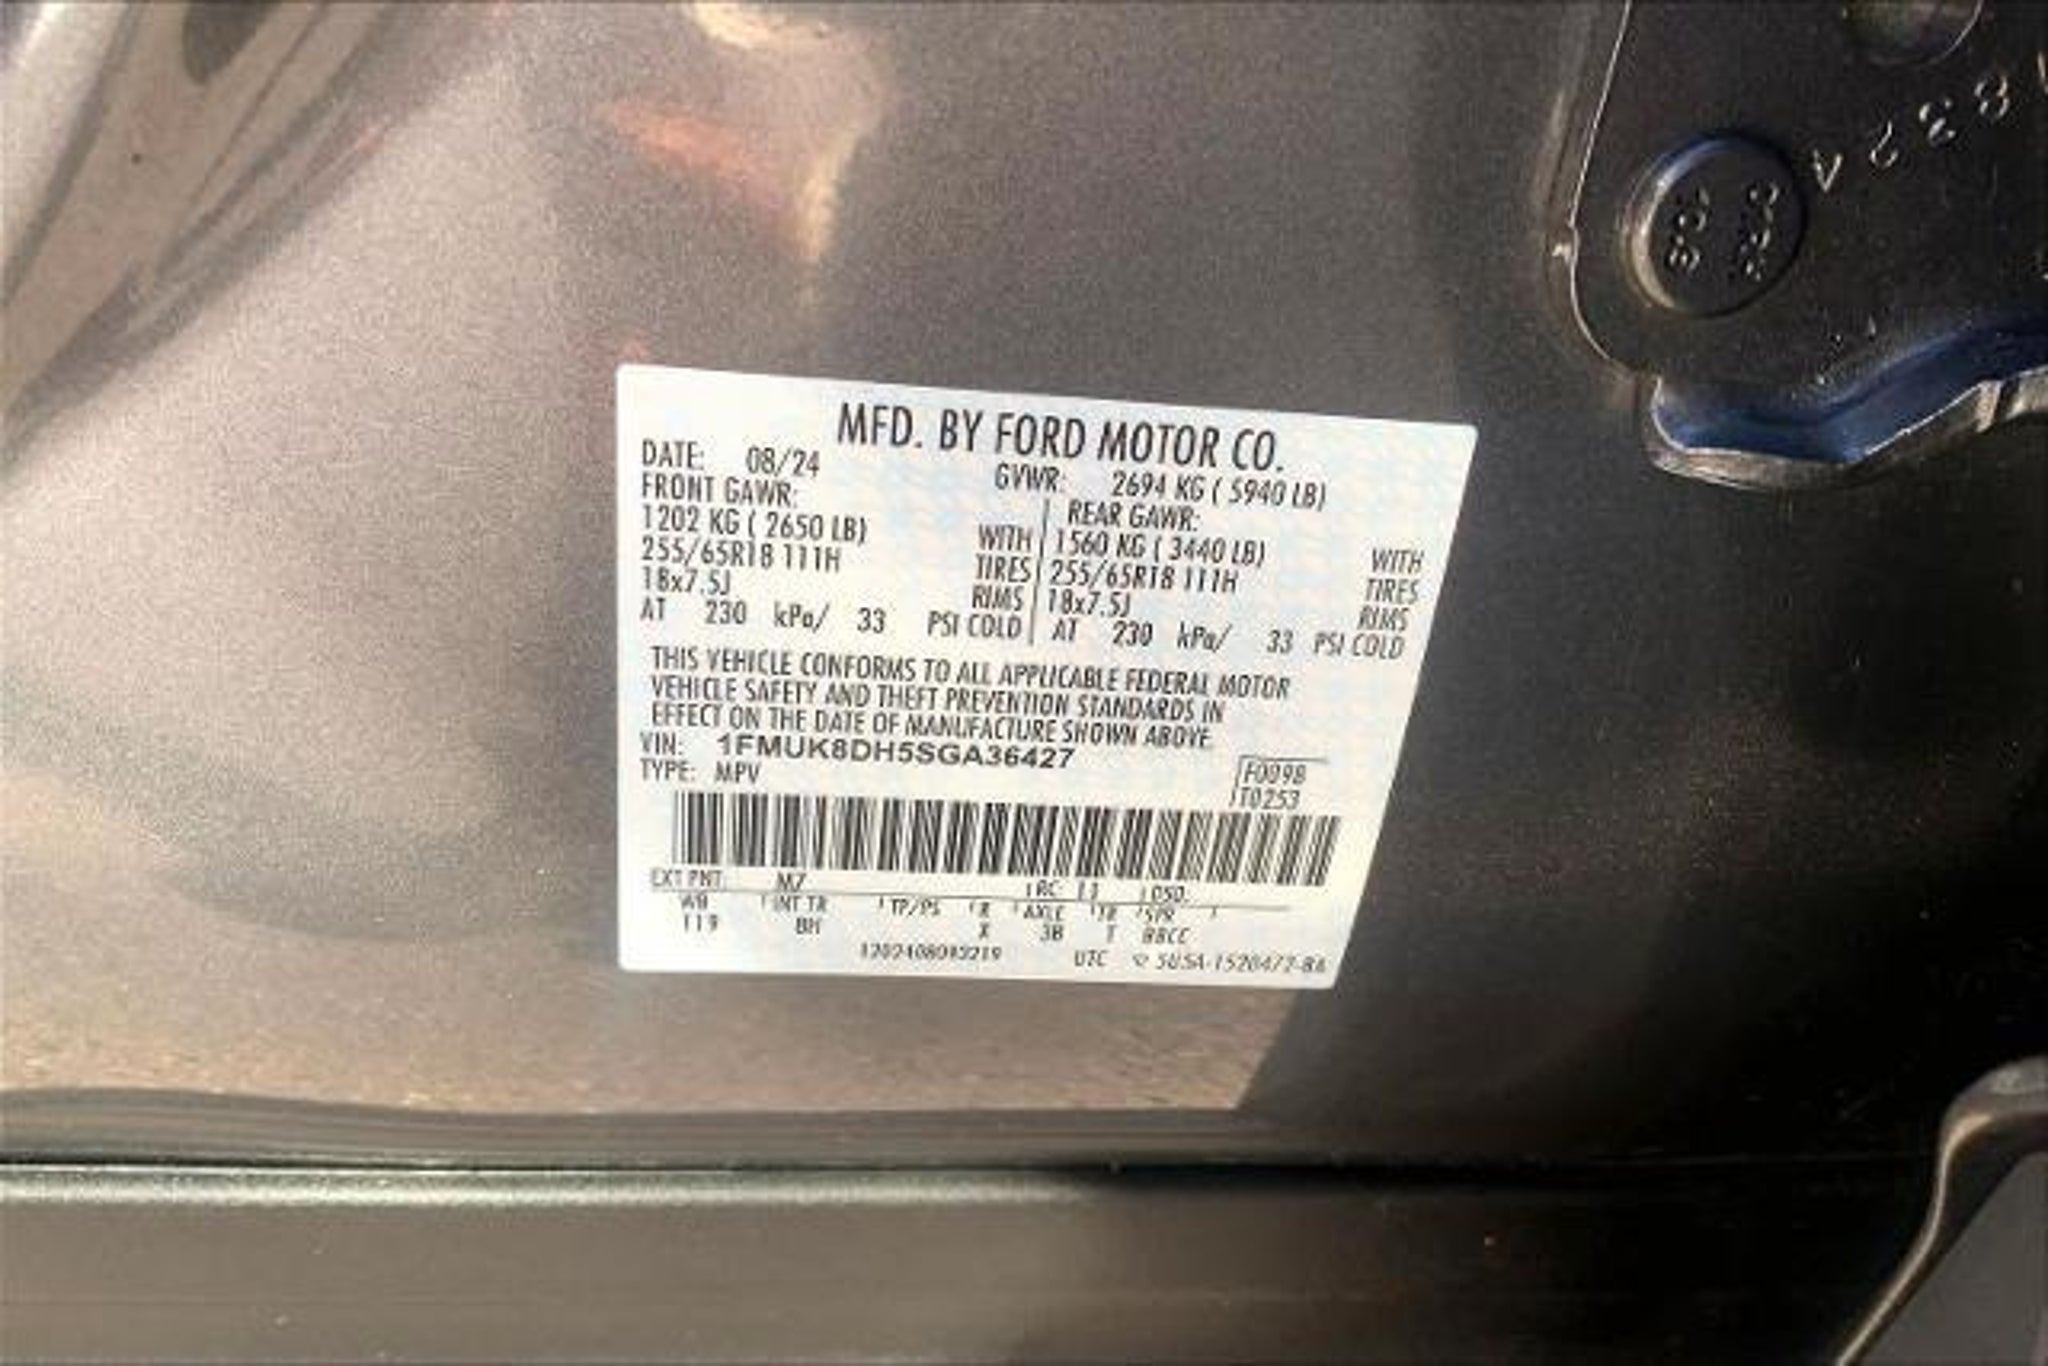 MFD. BY FORD MOTOR CO.
DATE: 08/24 GVWR: 2694 KG ( 5940 LB)
FRONT GAWR: REAR GAWR:
1202 KG ( 2650 LB) WITH 1560 KG ( 3440 LB) WITH
255/65R18 111H TIRES 255/65R18 111H TIRES
18x7.5J RIMS 18x7.5J RIMS
AT 230 kPa/ 33 PSI COLD AT 230 kPa/ 33 PSI COLD
THIS VEHICLE CONFORMS TO ALL APPLICABLE FEDERAL MOTOR
VEHICLE SAFETY AND THEFT PREVENTION STANDARDS IN
EFFECT ON THE DATE OF MANUFACTURE SHOWN ABOVE.
VIN: 1FMUK8DH5SGA36427
TYPE: MPV F0098
T0253
EXT PNT: M7 RC: 11 DSO:
WB INT TR TP/PS R AXLE TR SPR
119 BH X 3B T BBCC
UTC
832A